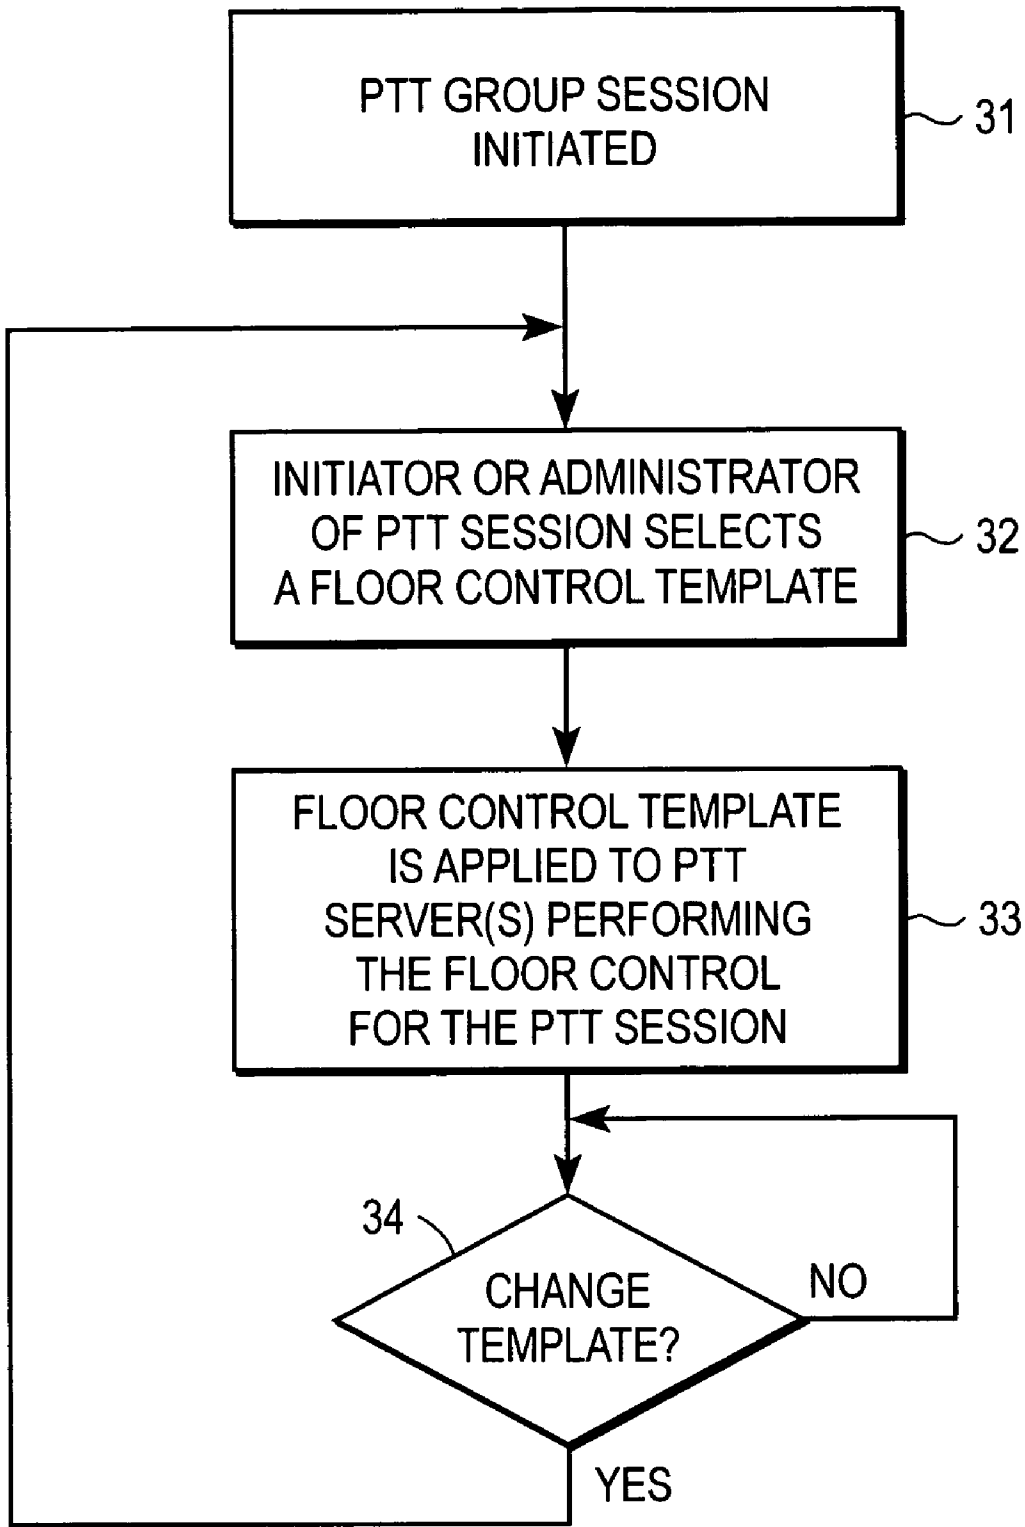 PTT GROUP SESSION
INITIATED
31
INITIATOR OR ADMINISTRATOR
OF PTT SESSION SELECTS
A FLOOR CONTROL TEMPLATE
32
FLOOR CONTROL TEMPLATE
IS APPLIED TO PTT
SERVER(S) PERFORMING
THE FLOOR CONTROL
FOR THE PTT SESSION
33
34
CHANGE
TEMPLATE?
NO
YES